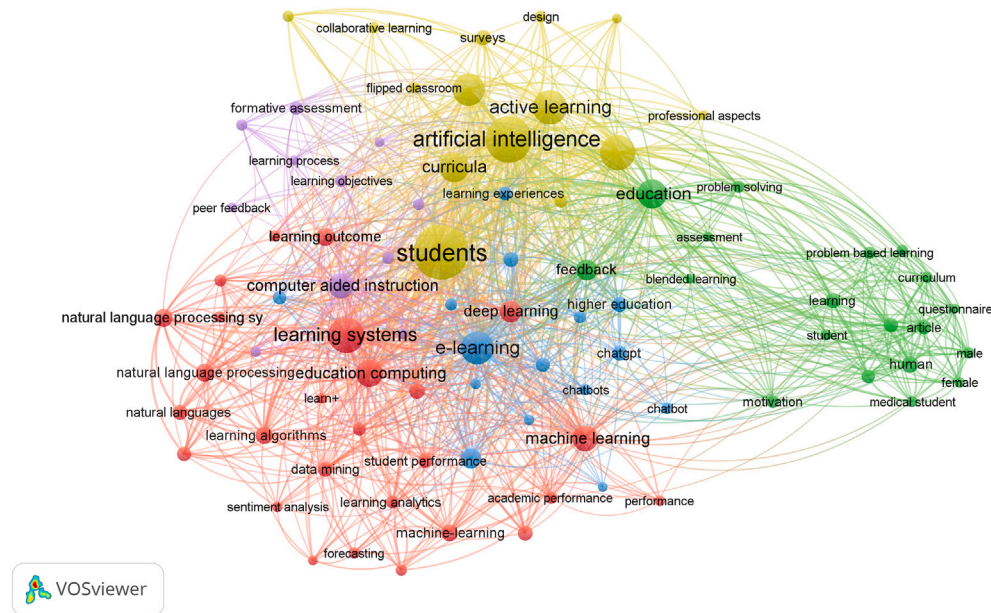 design
collaborative learning
surveys
flipped classroom
active learning
formative assessment
professional aspects
artificial intelligence
learning process
curricula
learning objectives
learning experiences
education
problem solving
peer feedback
learning outcome
assessment
students
problem based learning
feedback
blended learning
curriculum
computer aided instruction
higher education
learning
questionnaire
deep learning
natural language processing sy
learning systems
student
article
e-learning
chatgpt
male
human
natural language processing
education computing
chatbots
female
learn+
motivation
medical student
natural languages
chatbot
learning algorithms
machine learning
data mining
student performance
sentiment analysis
learning analytics
academic performance
performance
machine-learning
forecasting
VOSviewer